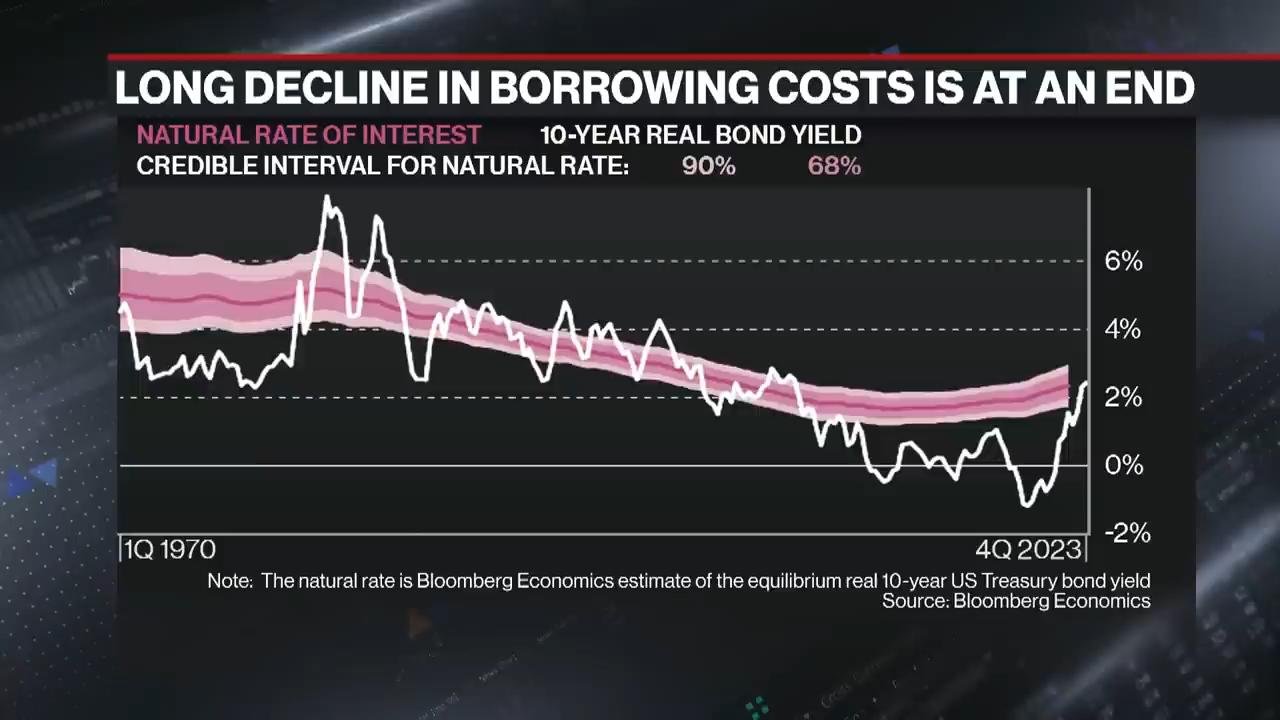 LONG DECLINE IN BORROWING COSTS IS AT AN END
NATURAL RATE OF INTEREST 10-YEAR REAL BOND YIELD
CREDIBLE INTERVAL FOR NATURAL RATE: 90% 68%
6%
4%
2%
0%
-2%
1Q 1970 4Q 2023
Note: The natural rate is Bloomberg Economics estimate of the equilibrium real 10-year US Treasury bond yield
Source: Bloomberg Economics